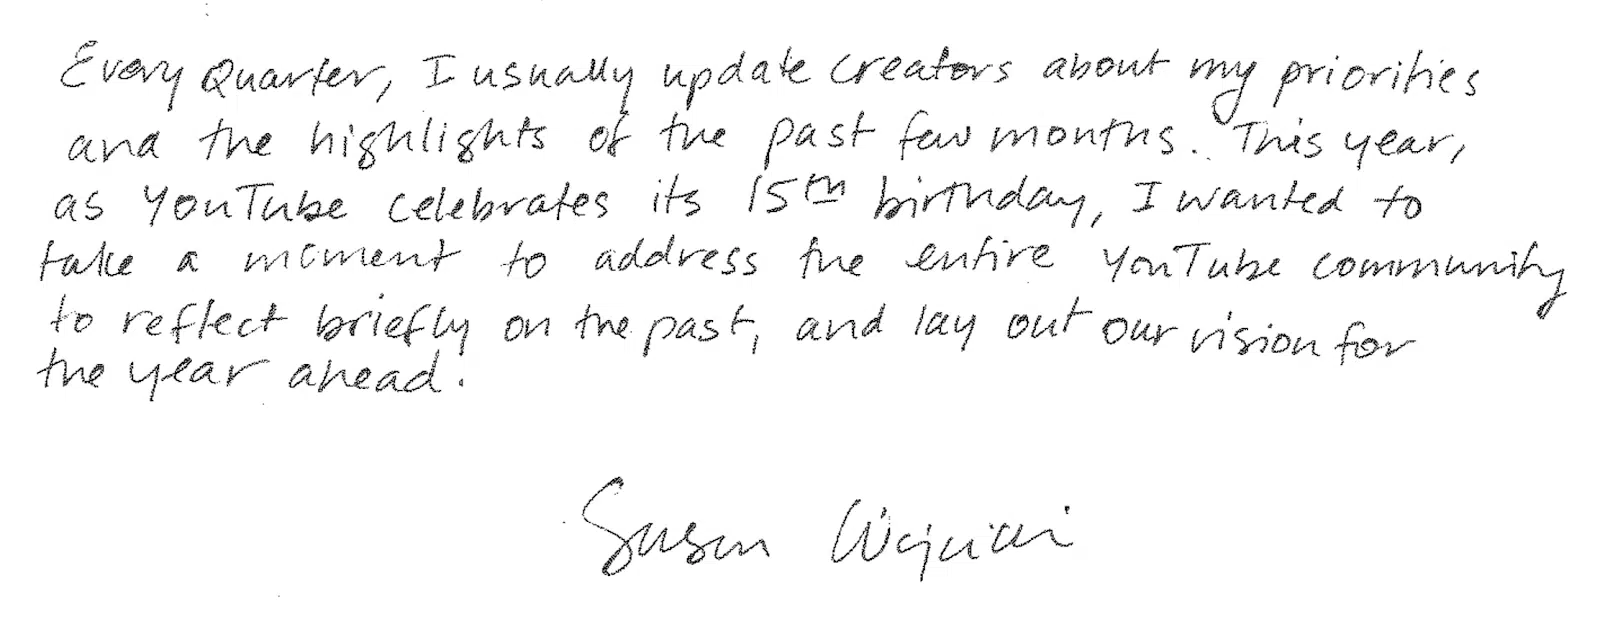 Every Quarter, I usually update creators about my priorities
and the highlights of the past few months. This year,
as YouTube celebrates its 15th birthday, I wanted to
take a moment to address the entire YouTube community
to reflect briefly on the past, and lay out our vision for
the year ahead.
Susan Wojcicki